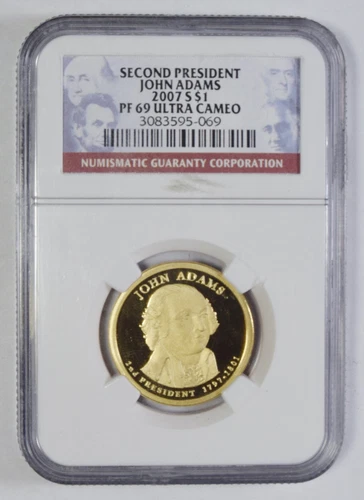 SECOND PRESIDENT
JOHN ADAMS
2007 S $1
PF 69 ULTRA CAMEO
3083595-069
NUMISMATIC GUARANTY CORPORATION
JOHN ADAMS
2nd PRESIDENT 1797-1801